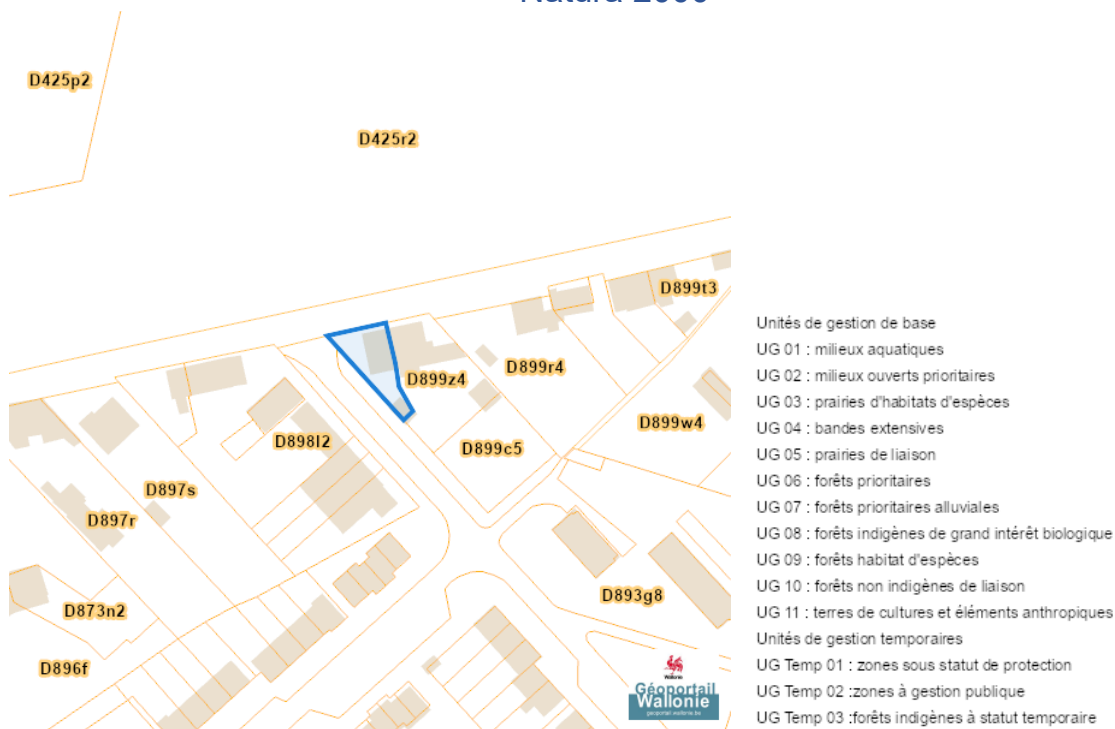 Natura 2000
D425p2
D425r2
D899t3
D899z4
D899r4
D898l2
D899c5
D899w4
D897s
D897r
D873n2
D893g8
D896f
Wallonie
Géoportail
Wallonie
geoportail.wallonie.be
Unités de gestion de base
UG 01 : milieux aquatiques
UG 02 : milieux ouverts prioritaires
UG 03 : prairies d'habitats d'espèces
UG 04 : bandes extensives
UG 05 : prairies de liaison
UG 06 : forêts prioritaires
UG 07 : forêts prioritaires alluviales
UG 08 : forêts indigènes de grand intérêt biologique
UG 09 : forêts habitat d'espèces
UG 10 : forêts non indigènes de liaison
UG 11 : terres de cultures et éléments anthropiques
Unités de gestion temporaires
UG Temp 01 : zones sous statut de protection
UG Temp 02 :zones à gestion publique
UG Temp 03 :forêts indigènes à statut temporaire